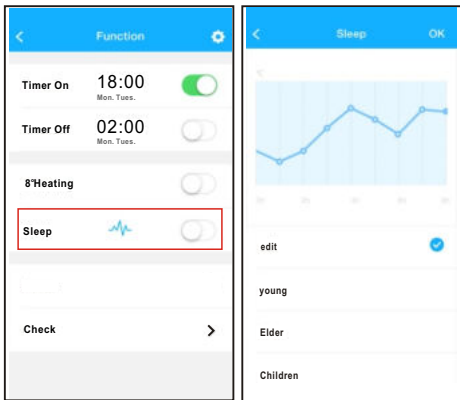 Function
Timer On 18:00
Mon. Tues.
Timer Off 02:00
Mon. Tues.
8°Heating
Sleep
Check
Sleep OK
edit
young
Elder
Children